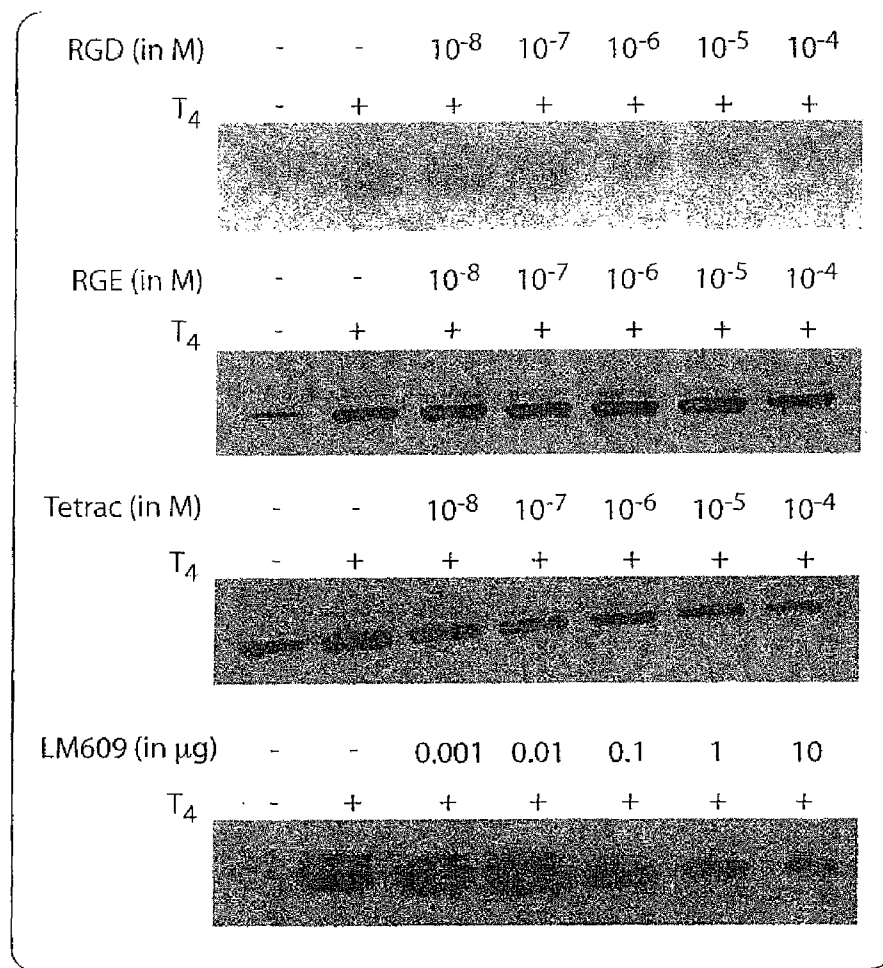 RGD (in M) - - 10⁻⁸ 10⁻⁷ 10⁻⁶ 10⁻⁵ 10⁻⁴
T₄ - + + + + + +
RGE (in M) - - 10⁻⁸ 10⁻⁷ 10⁻⁶ 10⁻⁵ 10⁻⁴
T₄ - + + + + + +
Tetrac (in M) - - 10⁻⁸ 10⁻⁷ 10⁻⁶ 10⁻⁵ 10⁻⁴
T₄ - + + + + + +
LM609 (in μg) - - 0.001 0.01 0.1 1 10
T₄ - + + + + + +